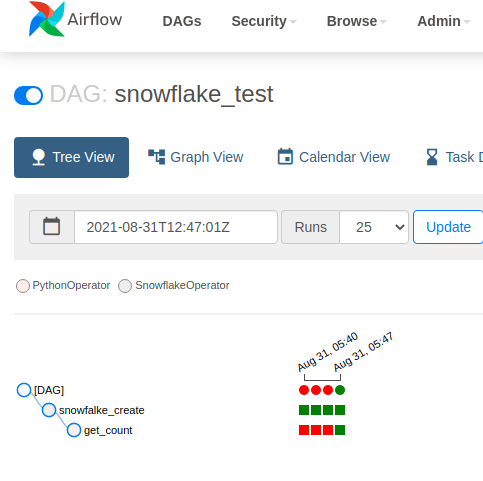 Airflow DAGs Security Browse Admin
DAG: snowflake_test
Tree View Graph View Calendar View Task D
2021-08-31T12:47:01Z Runs 25 Update
PythonOperator SnowflakeOperator
Aug 31, 05:40 Aug 31, 05:47
[DAG]
snowfalke_create
get_count